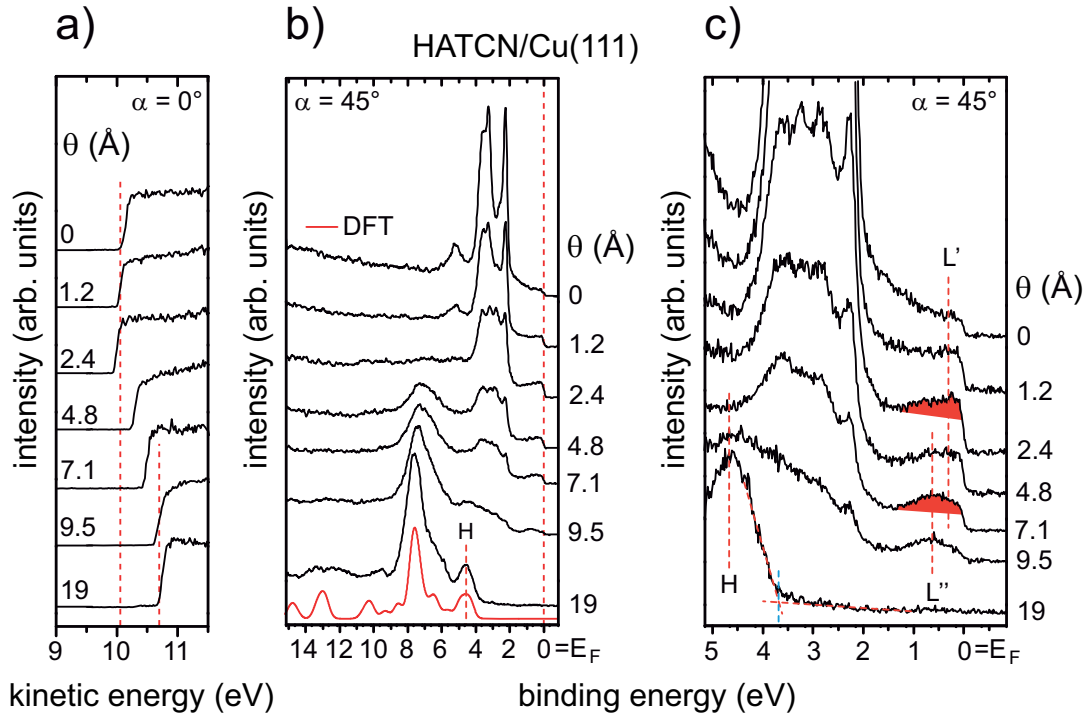 a)
b)
c)
HATCN/Cu(111)
α = 0°
θ (Å)
0
1.2
2.4
4.8
7.1
9.5
19
intensity (arb. units)
9 10 11
kinetic energy (eV)
α = 45°
DFT
θ (Å)
0
1.2
2.4
4.8
7.1
9.5
19
H
intensity (arb. units)
14 12 10 8 6 4 2 0=E_F
α = 45°
L'
θ (Å)
0
1.2
2.4
4.8
7.1
9.5
19
H
L''
intensity (arb. units)
5 4 3 2 1 0=E_F
binding energy (eV)